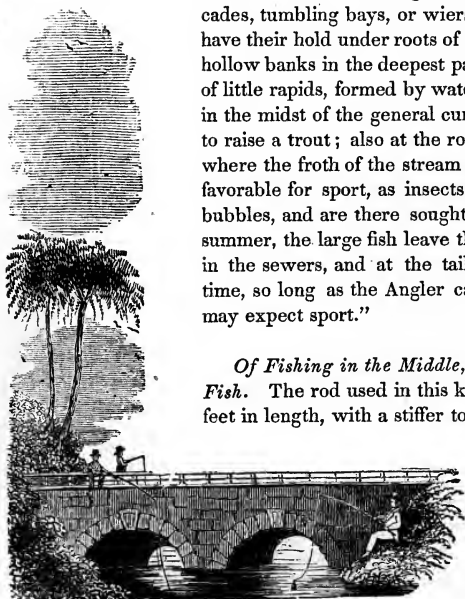 cades, tumbling bays, or wier
have their hold under roots of
hollow banks in the deepest pa
of little rapids, formed by wate
in the midst of the general cur
to raise a trout; also at the ro
where the froth of the stream
favorable for sport, as insects
bubbles, and are there sought
summer, the large fish leave th
in the sewers, and at the tail
time, so long as the Angler ca
may expect sport."
Of Fishing in the Middle,
Fish. The rod used in this k
feet in length, with a stiffer to